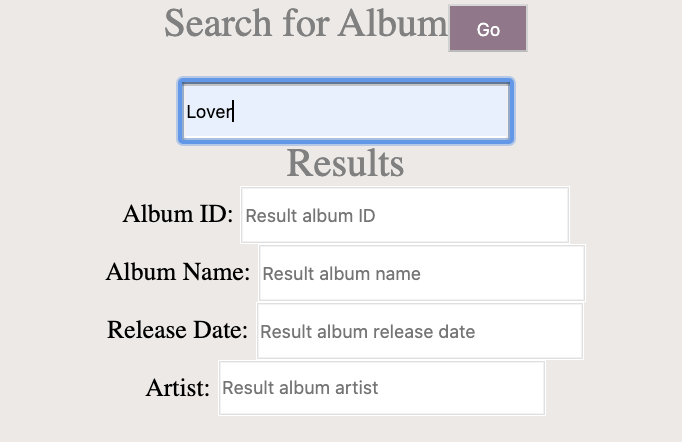 Search for Album Go
Lover
Results
Album ID: Result album ID
Album Name: Result album name
Release Date: Result album release date
Artist: Result album artist